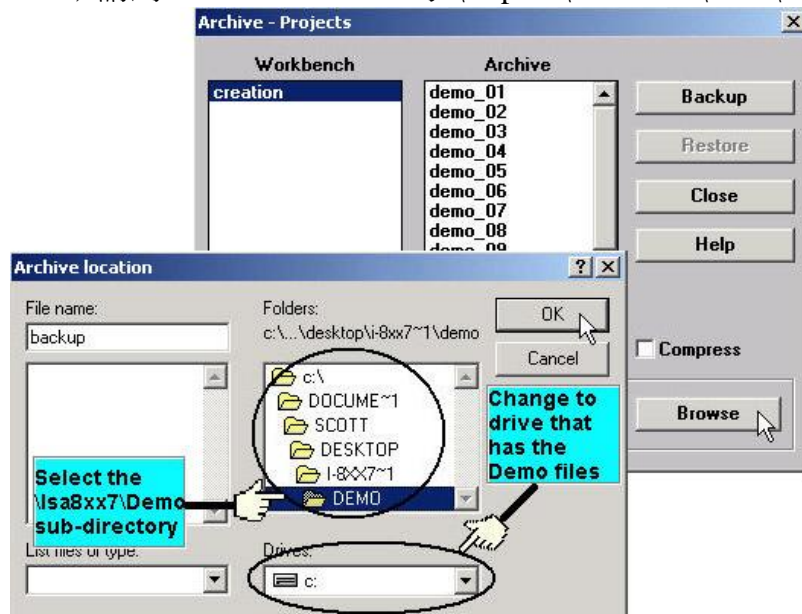 Archive - Projects
Workbench
Archive
creation
demo_01
demo_02
demo_03
demo_04
demo_05
demo_06
demo_07
demo_08
demo_09
Backup
Restore
Close
Help
Compress
Browse
Archive location
File name:
backup
Folders:
c:\...\desktop\i-8xx7~1\demo
OK
Cancel
c:\
DOCUME~1
SCOTT
DESKTOP
I-8XX7~1
DEMO
Change to
drive that
has the
Demo files
Select the
\Isa8xx7\Demo
sub-directory
List files of type:
Drives:
c: